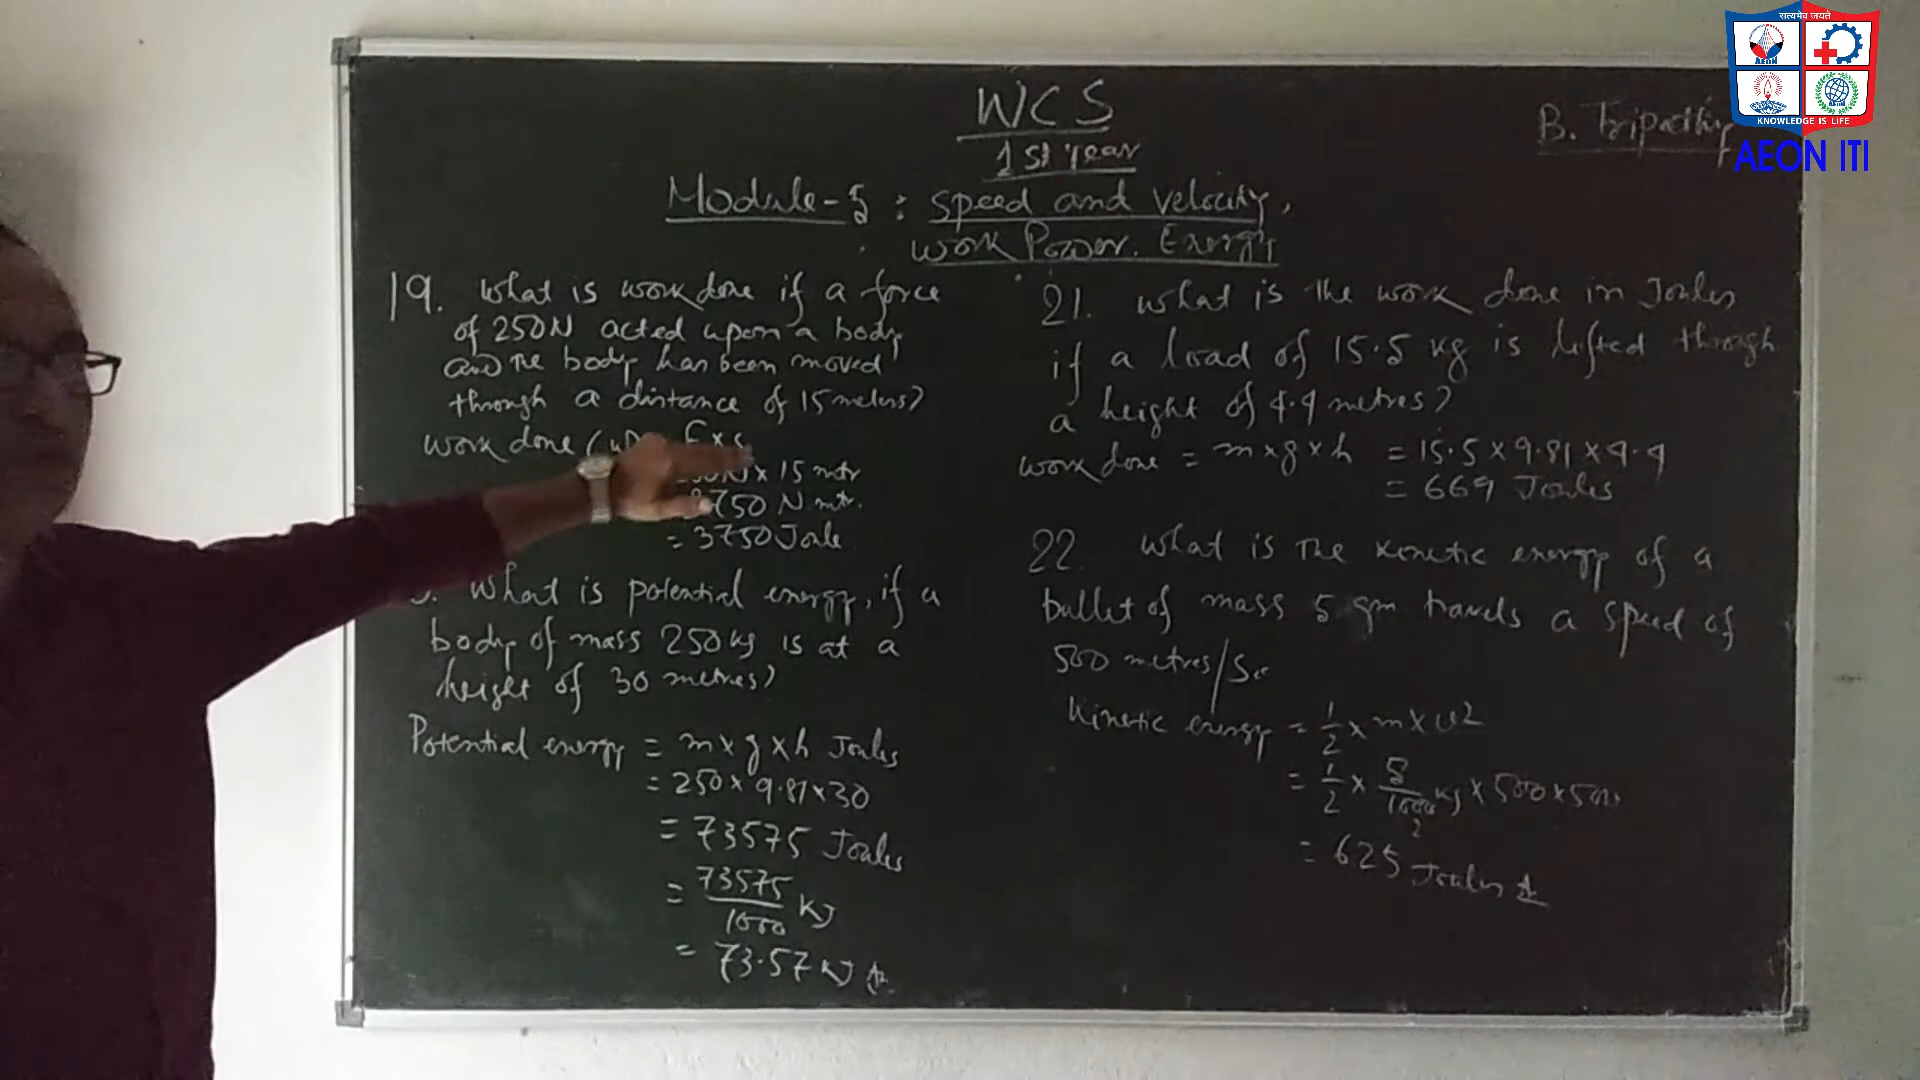 सत्यमेव जयते
AEON
KNOWLEDGE IS LIFE
AEON ITI
B. Tripathy
WCS
1st year
Module-5 : speed and velocity,
work Power. Energy
19. What is work done if a force
of 250N acted upon a body
and the body has been moved
through a distance of 15 meters?
work done = F x s
N x 15 mtr
3750 N mtr.
= 3750 Joule
What is potential energy, if a
body of mass 250 kg is at a
height of 30 metres?
Potential energy = m x g x h Joules
= 250 x 9.81 x 30
= 73575 Joules
= 73575/1000 KJ
= 73.57 KJ
21. What is the work done in Joules
if a load of 15.5 kg is lifted through
a height of 4.4 metres?
work done = m x g x h = 15.5 x 9.81 x 4.4
= 669 Joules
22. What is the kinetic energy of a
bullet of mass 5 gm travels a speed of
500 metres/Sec
Kinetic energy = 1/2 x m x v2
= 1/2 x 5/1000 kg x 500 x 500
= 625 Joules